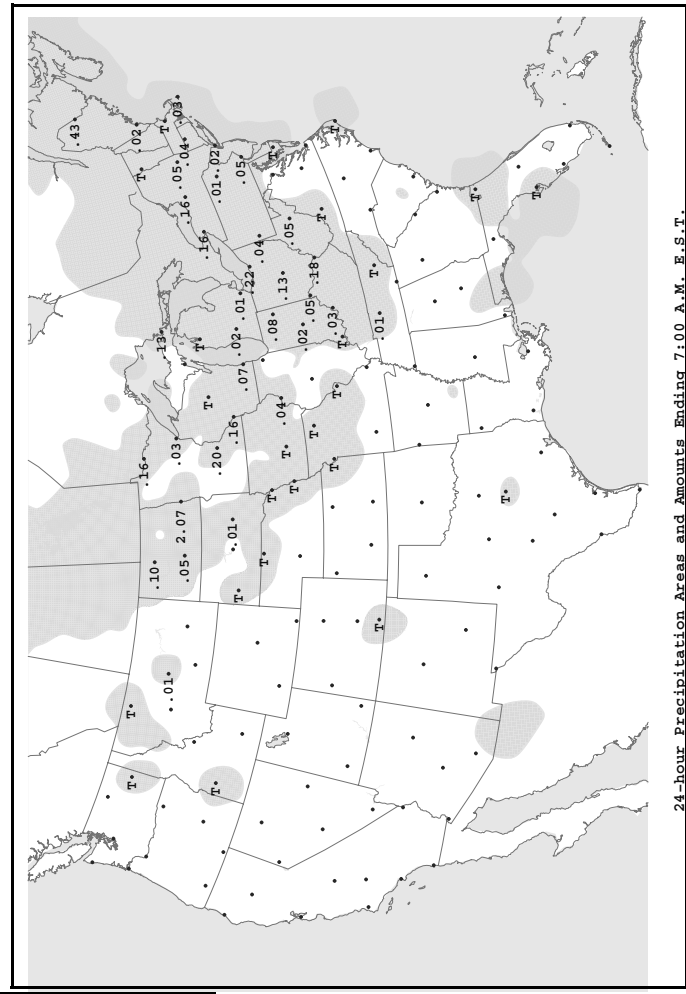 .43
T T .02
T
.16
.10
.13 T
.01
.03 .05 .03
.05 2.07 .16 .04
T .16
T
T .20 .01 .02
.01 .16 .02
T .07 .01 .05
.22
T .04
T .08 T
.04 .13
T .05
T
.02
.05
T .18
T
T T .03 T
T T
T
T .01
T
T
T
24-hour Precipitation Areas and Amounts Ending 7:00 A.M. E.S.T.